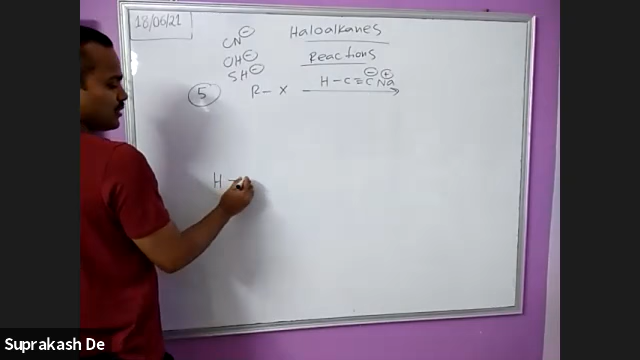 18/06/21
Haloalkanes
Reactions
CN⊖
OH⊖
SH⊖
5 R – X H – C ≡ C⊖ Na⊕
H –
Suprakash De